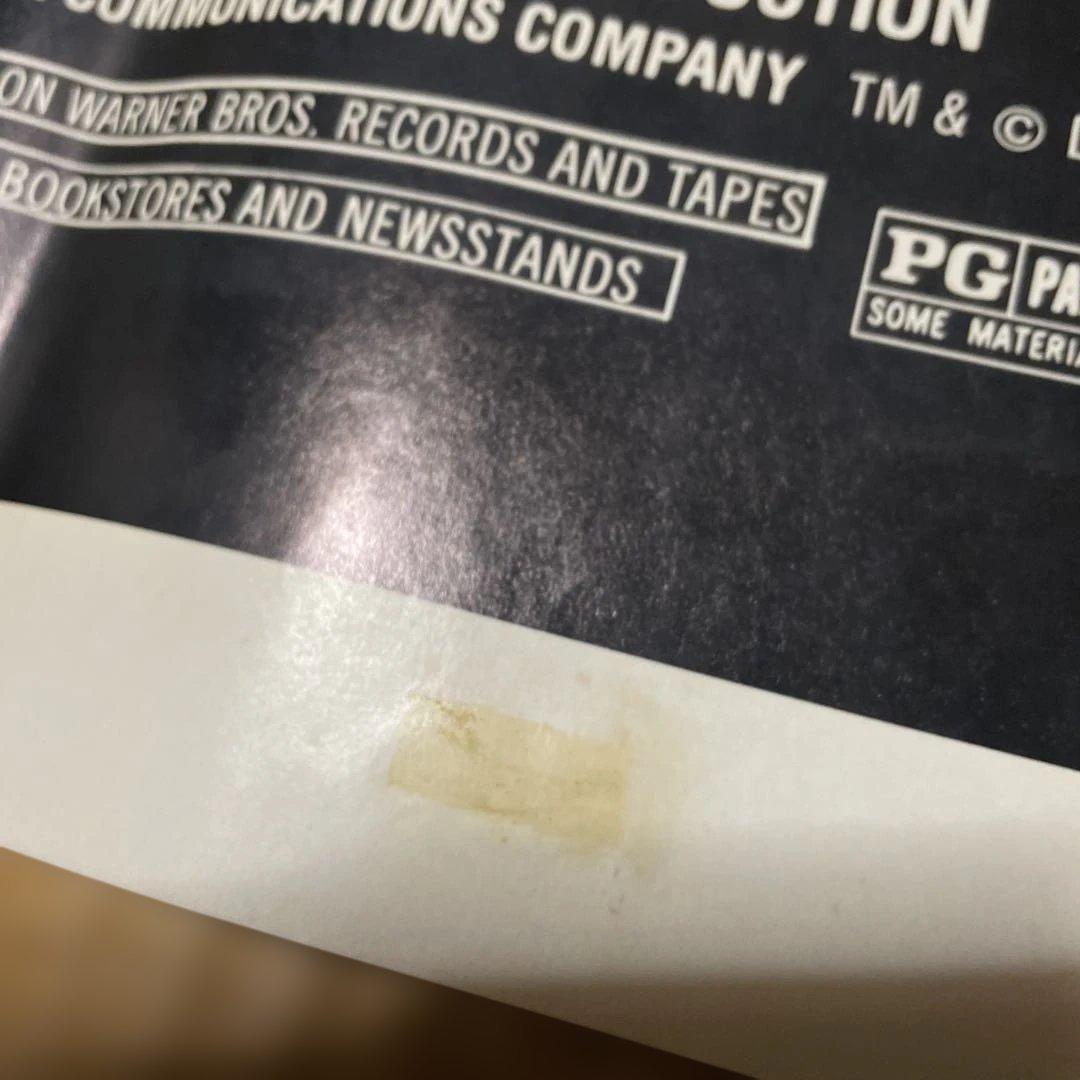 COMMUNICATIONS COMPANY TM & ©
ON WARNER BROS. RECORDS AND TAPES
BOOKSTORES AND NEWSSTANDS
PG
SOME